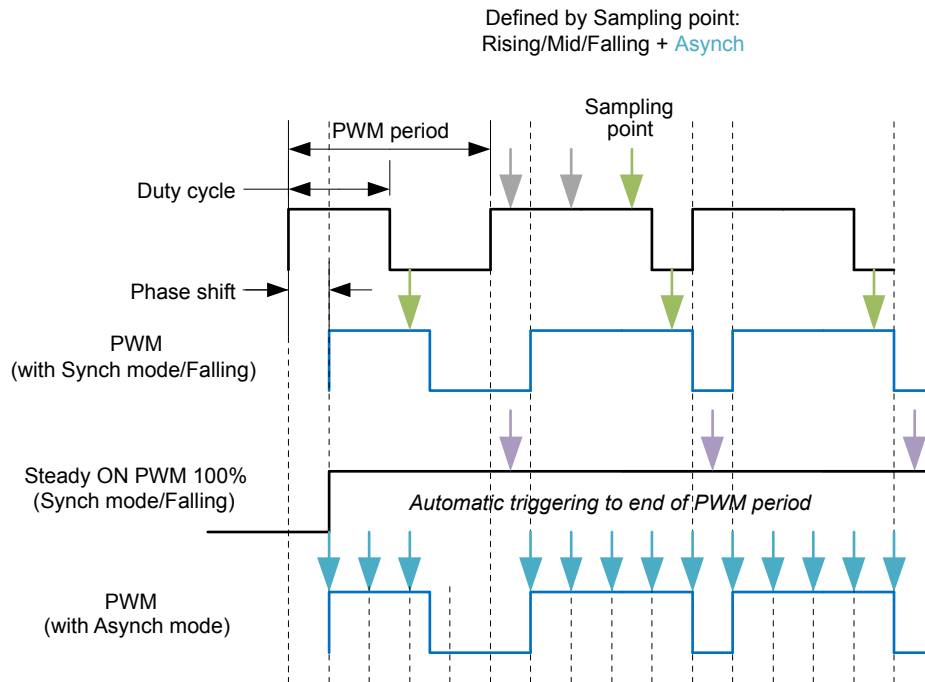 Defined by Sampling point:
Rising/Mid/Falling + Asynch
Sampling
point
PWM period
Duty cycle
Phase shift
PWM
(with Synch mode/Falling)
Steady ON PWM 100%
(Synch mode/Falling)
Automatic triggering to end of PWM period
PWM
(with Asynch mode)